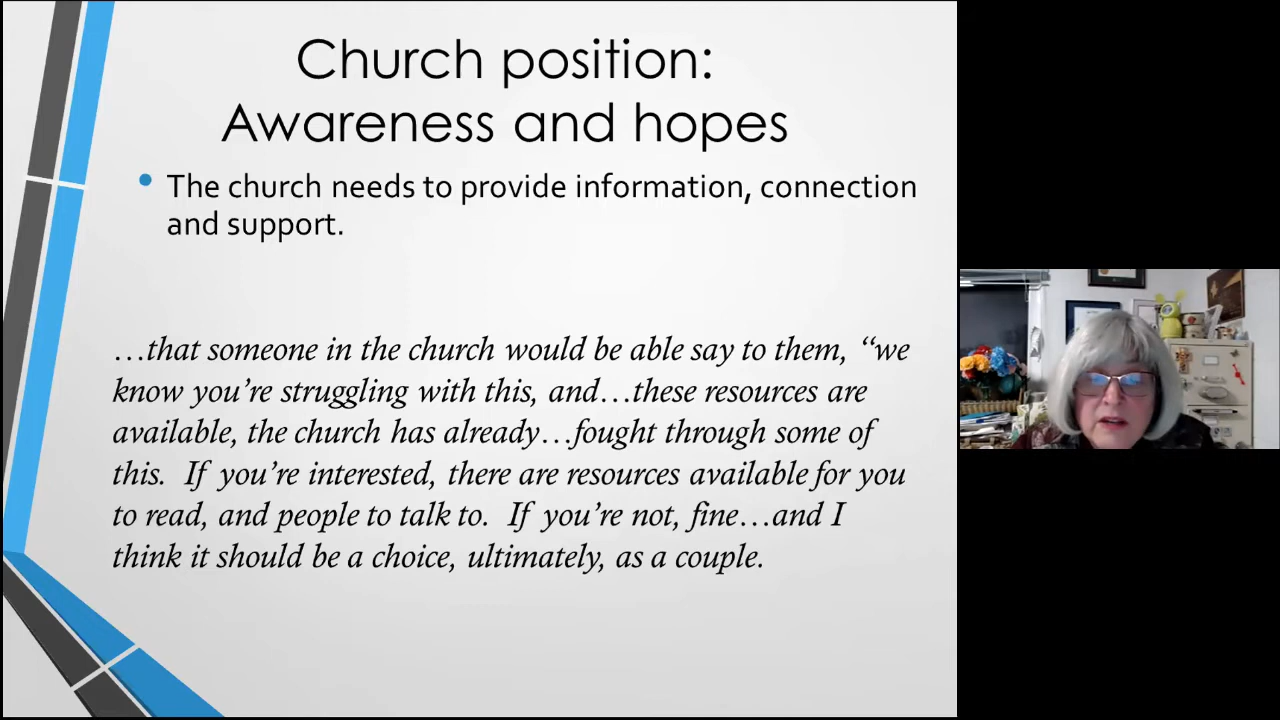 Church position:
Awareness and hopes
• The church needs to provide information, connection
and support.
…that someone in the church would be able say to them, “we
know you’re struggling with this, and…these resources are
available, the church has already…fought through some of
this. If you’re interested, there are resources available for you
to read, and people to talk to. If you’re not, fine…and I
think it should be a choice, ultimately, as a couple.